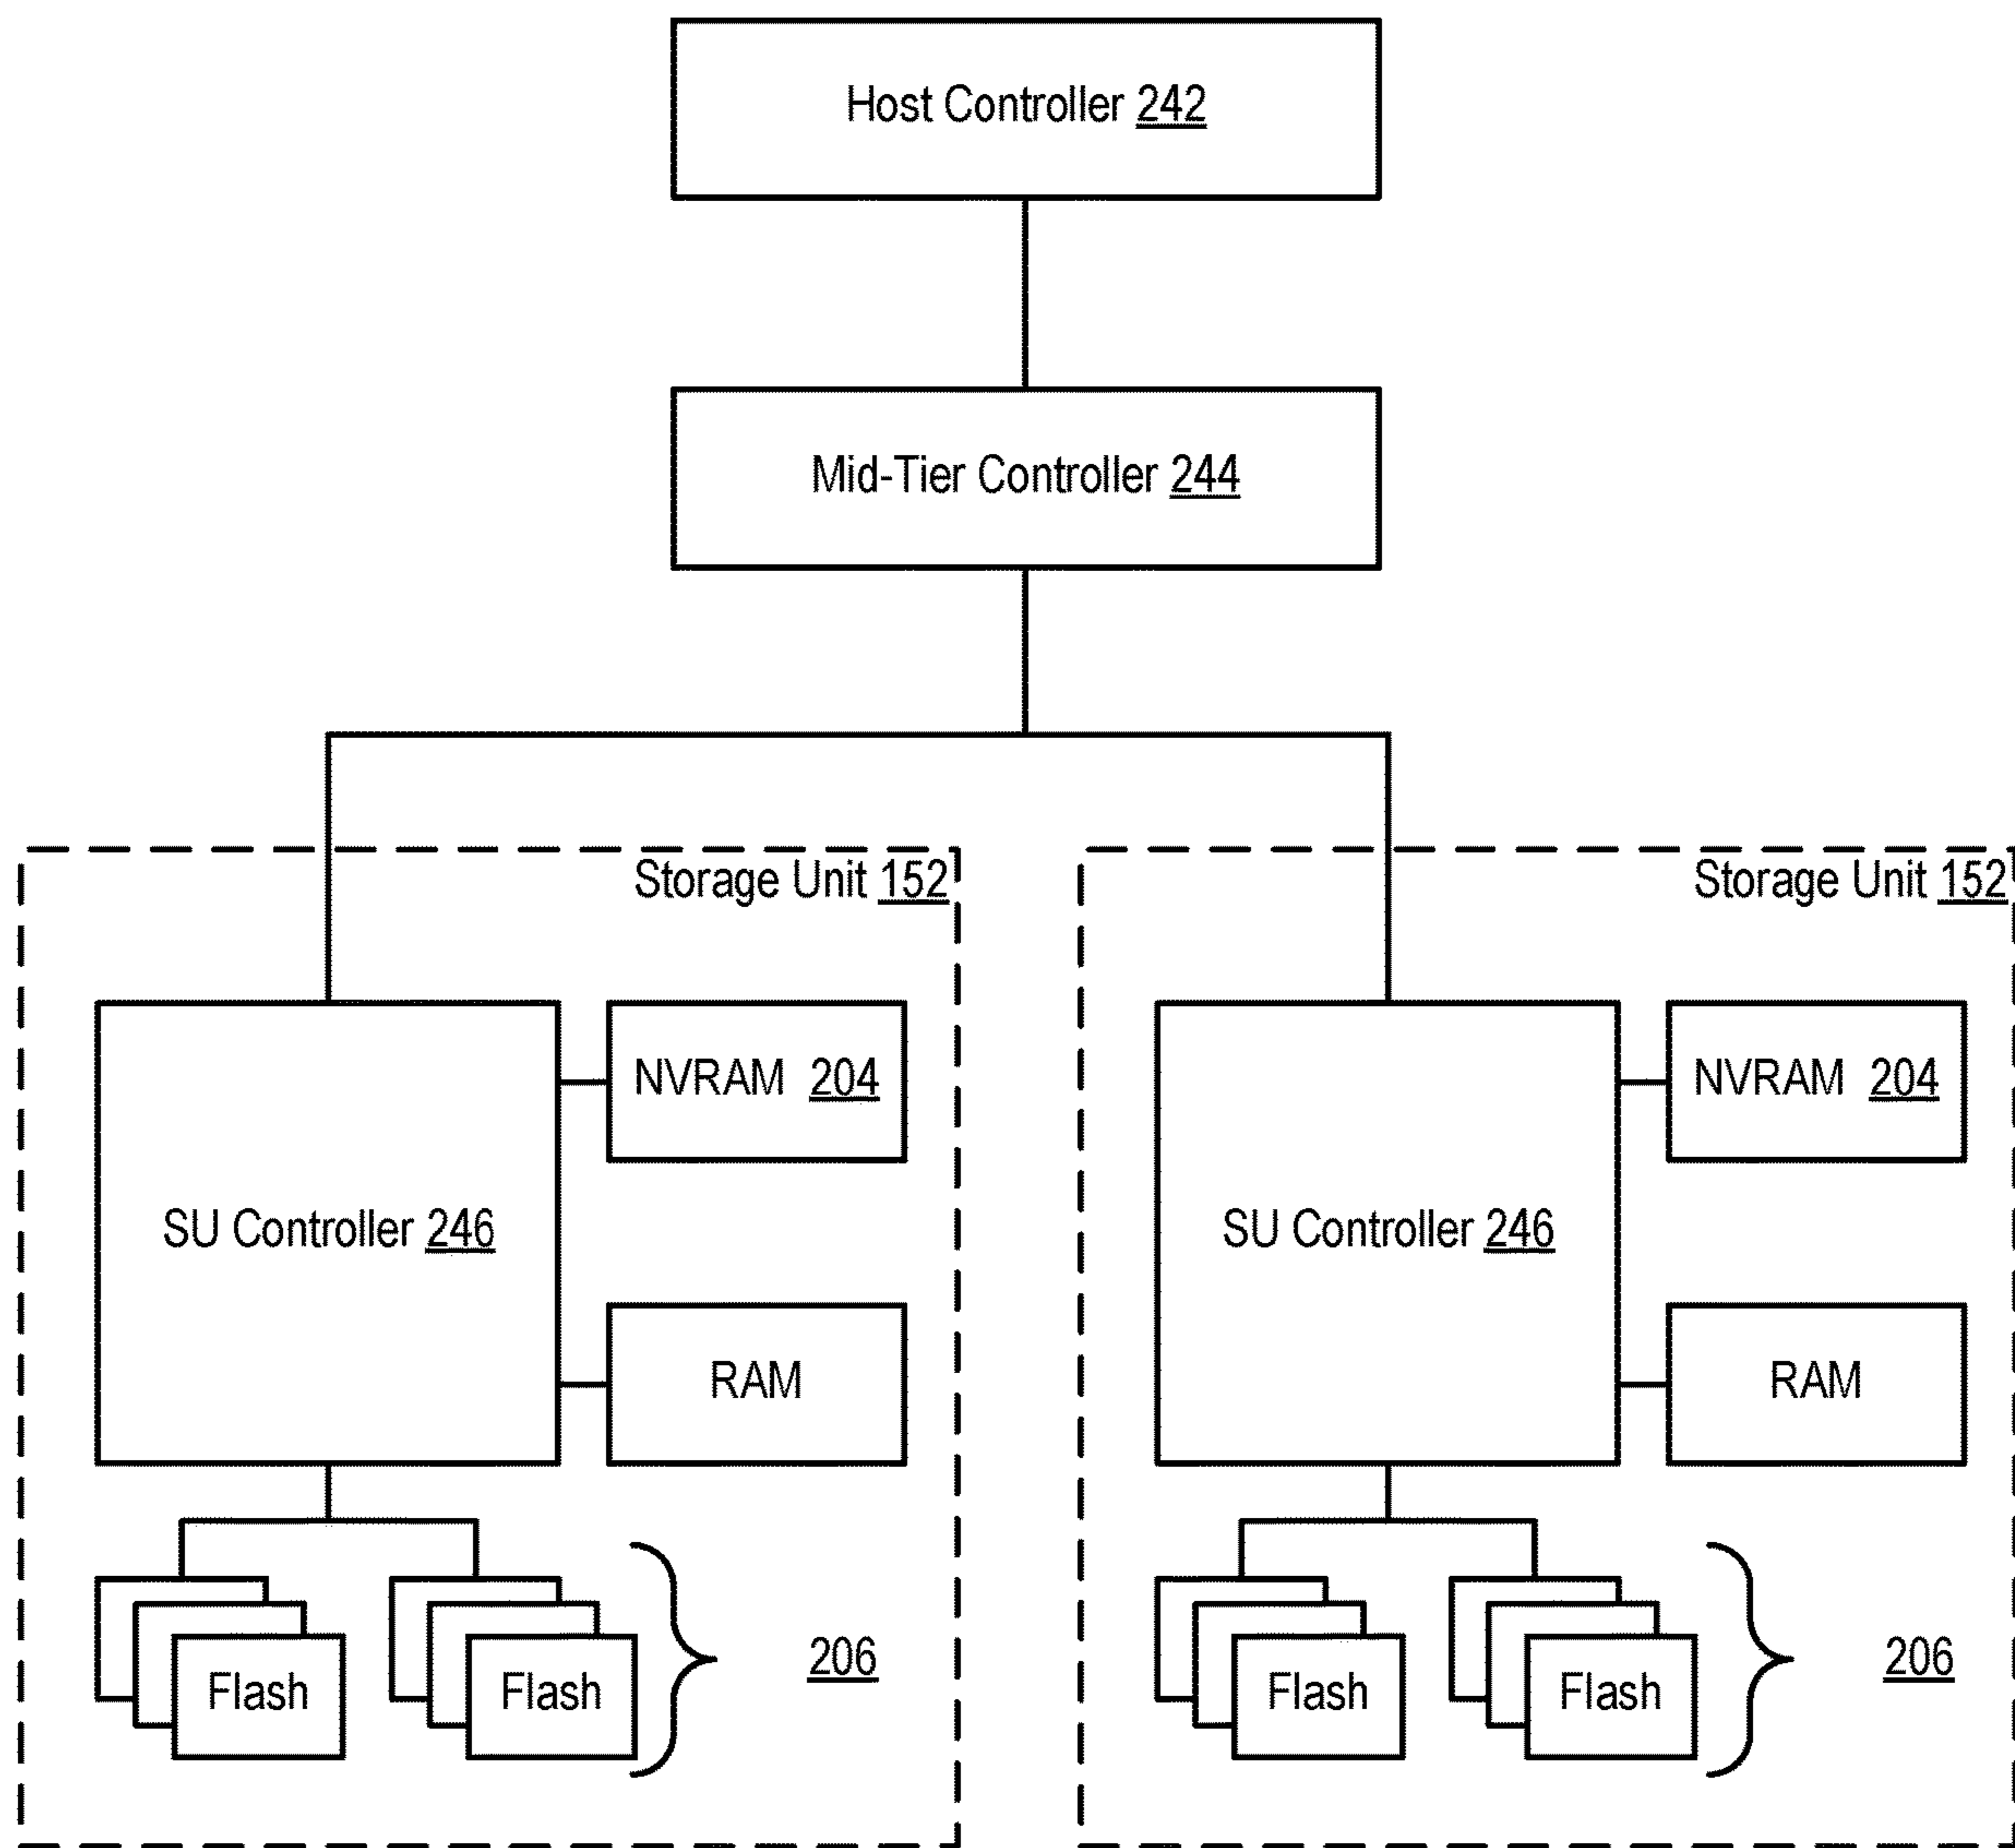 Host Controller 242
Mid-Tier Controller 244
Storage Unit 152
NVRAM 204
SU Controller 246
RAM
Flash
Flash
206
Storage Unit 152
NVRAM 204
SU Controller 246
RAM
Flash
Flash
206